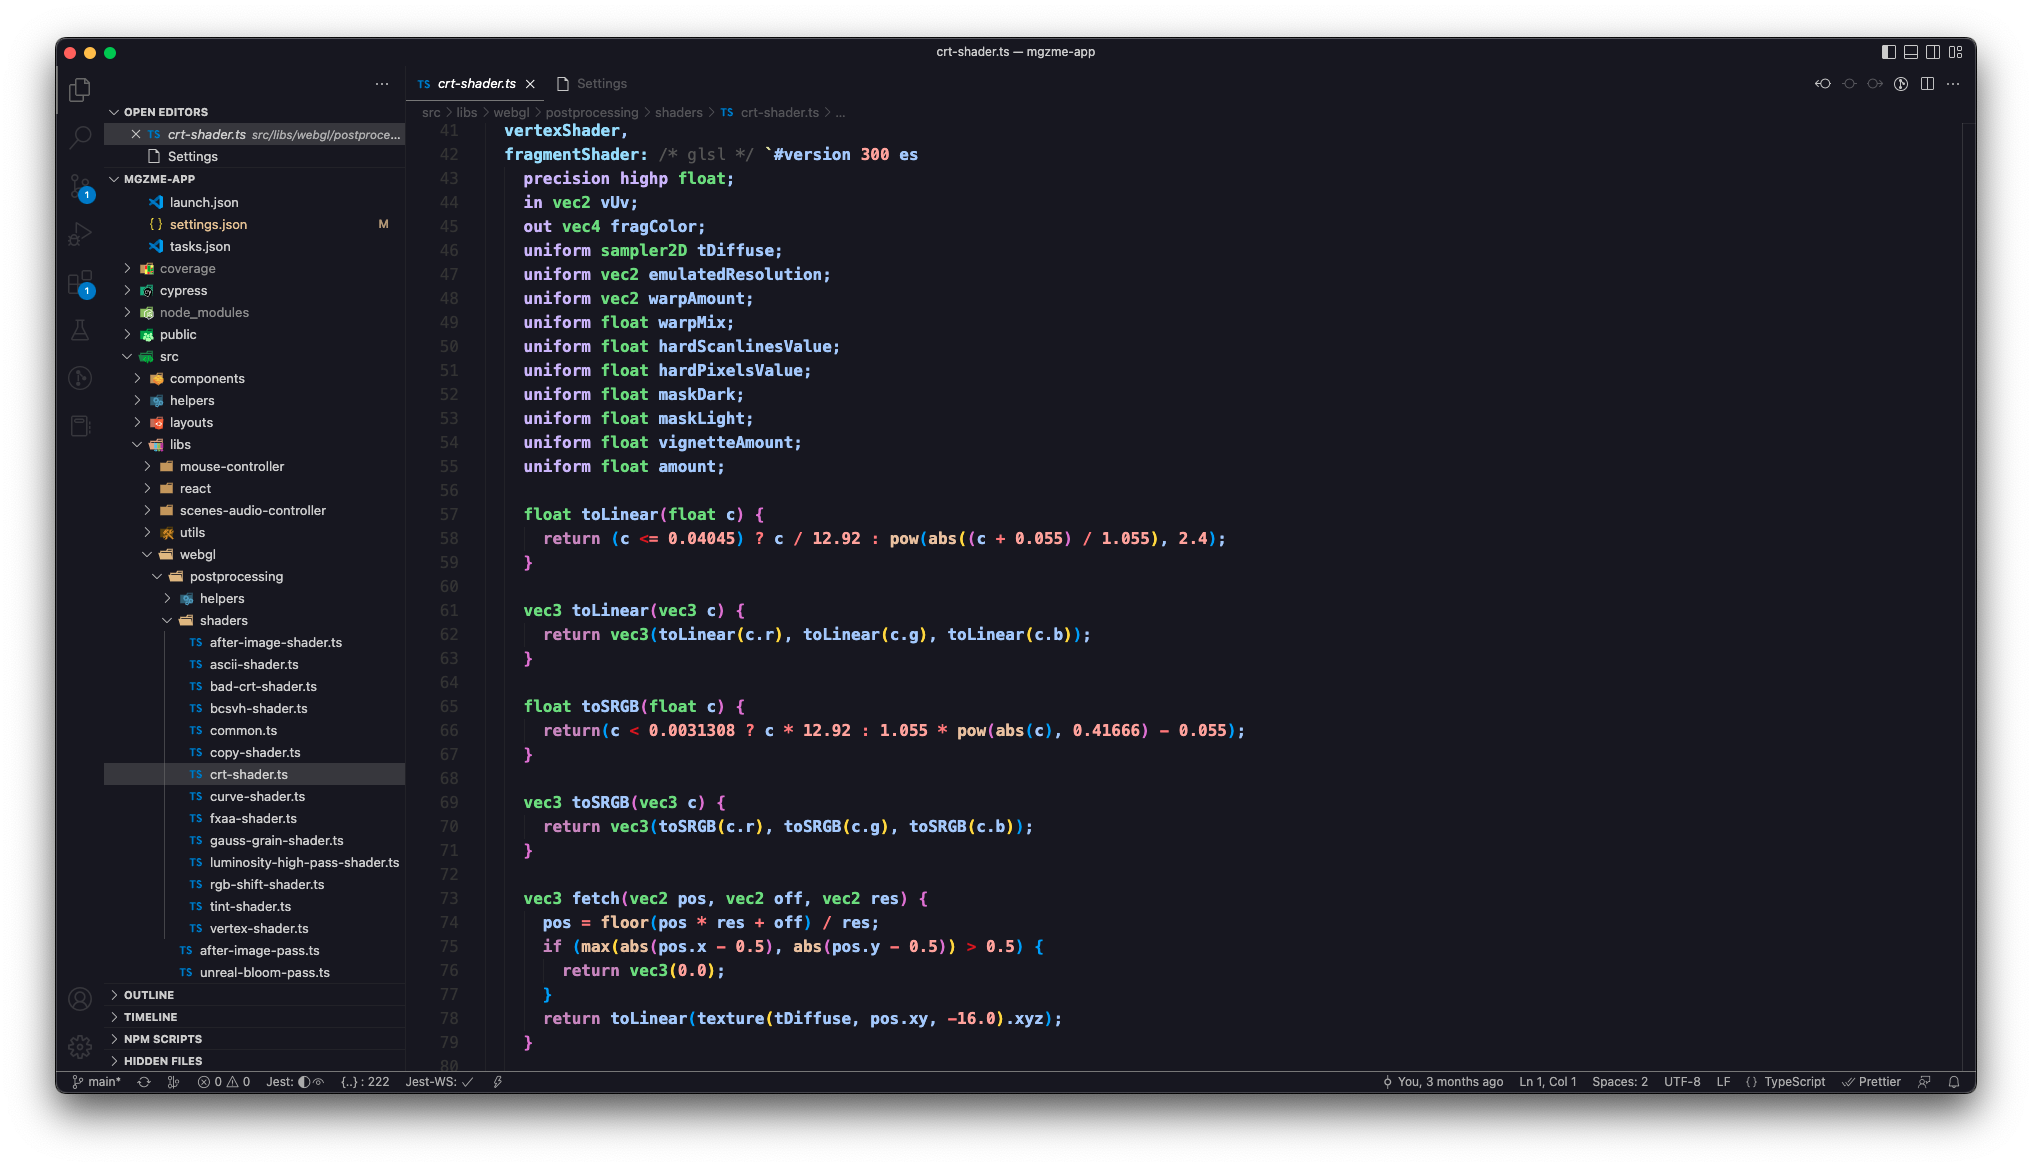 crt-shader.ts — mgzme-app
TS crt-shader.ts
Settings
OPEN EDITORS
TS crt-shader.ts src/libs/webgl/postproce...
Settings
MGZME-APP
launch.json
{} settings.json M
tasks.json
coverage
cypress
node_modules
public
src
components
helpers
layouts
libs
mouse-controller
react
scenes-audio-controller
utils
webgl
postprocessing
helpers
shaders
TS after-image-shader.ts
TS ascii-shader.ts
TS bad-crt-shader.ts
TS bcsvh-shader.ts
TS common.ts
TS copy-shader.ts
TS crt-shader.ts
TS curve-shader.ts
TS fxaa-shader.ts
TS gauss-grain-shader.ts
TS luminosity-high-pass-shader.ts
TS rgb-shift-shader.ts
TS tint-shader.ts
TS vertex-shader.ts
TS after-image-pass.ts
TS unreal-bloom-pass.ts
OUTLINE
TIMELINE
NPM SCRIPTS
HIDDEN FILES
1
1
src > libs > webgl > postprocessing > shaders > TS crt-shader.ts > ...
41 vertexShader,
42 fragmentShader: /* glsl */ `#version 300 es
43 precision highp float;
44 in vec2 vUv;
45 out vec4 fragColor;
46 uniform sampler2D tDiffuse;
47 uniform vec2 emulatedResolution;
48 uniform vec2 warpAmount;
49 uniform float warpMix;
50 uniform float hardScanlinesValue;
51 uniform float hardPixelsValue;
52 uniform float maskDark;
53 uniform float maskLight;
54 uniform float vignetteAmount;
55 uniform float amount;
56
57 float toLinear(float c) {
58 return (c <= 0.04045) ? c / 12.92 : pow(abs((c + 0.055) / 1.055), 2.4);
59 }
60
61 vec3 toLinear(vec3 c) {
62 return vec3(toLinear(c.r), toLinear(c.g), toLinear(c.b));
63 }
64
65 float toSRGB(float c) {
66 return(c < 0.0031308 ? c * 12.92 : 1.055 * pow(abs(c), 0.41666) - 0.055);
67 }
68
69 vec3 toSRGB(vec3 c) {
70 return vec3(toSRGB(c.r), toSRGB(c.g), toSRGB(c.b));
71 }
72
73 vec3 fetch(vec2 pos, vec2 off, vec2 res) {
74 pos = floor(pos * res + off) / res;
75 if (max(abs(pos.x - 0.5), abs(pos.y - 0.5)) > 0.5) {
76 return vec3(0.0);
77 }
78 return toLinear(texture(tDiffuse, pos.xy, -16.0).xyz);
79 }
80
main* 0 0 Jest: {..} : 222 Jest-WS: ✓
You, 3 months ago Ln 1, Col 1 Spaces: 2 UTF-8 LF {} TypeScript Prettier